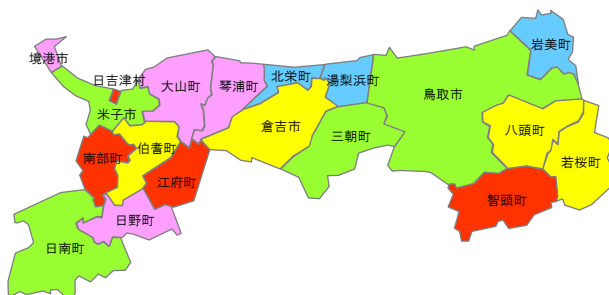 岩美町
境港市
日吉津村
大山町
琴浦町
北栄町
湯梨浜町
鳥取市
米子市
倉吉市
三朝町
八頭町
南部町
伯耆町
江府町
若桜町
智頭町
日野町
日南町